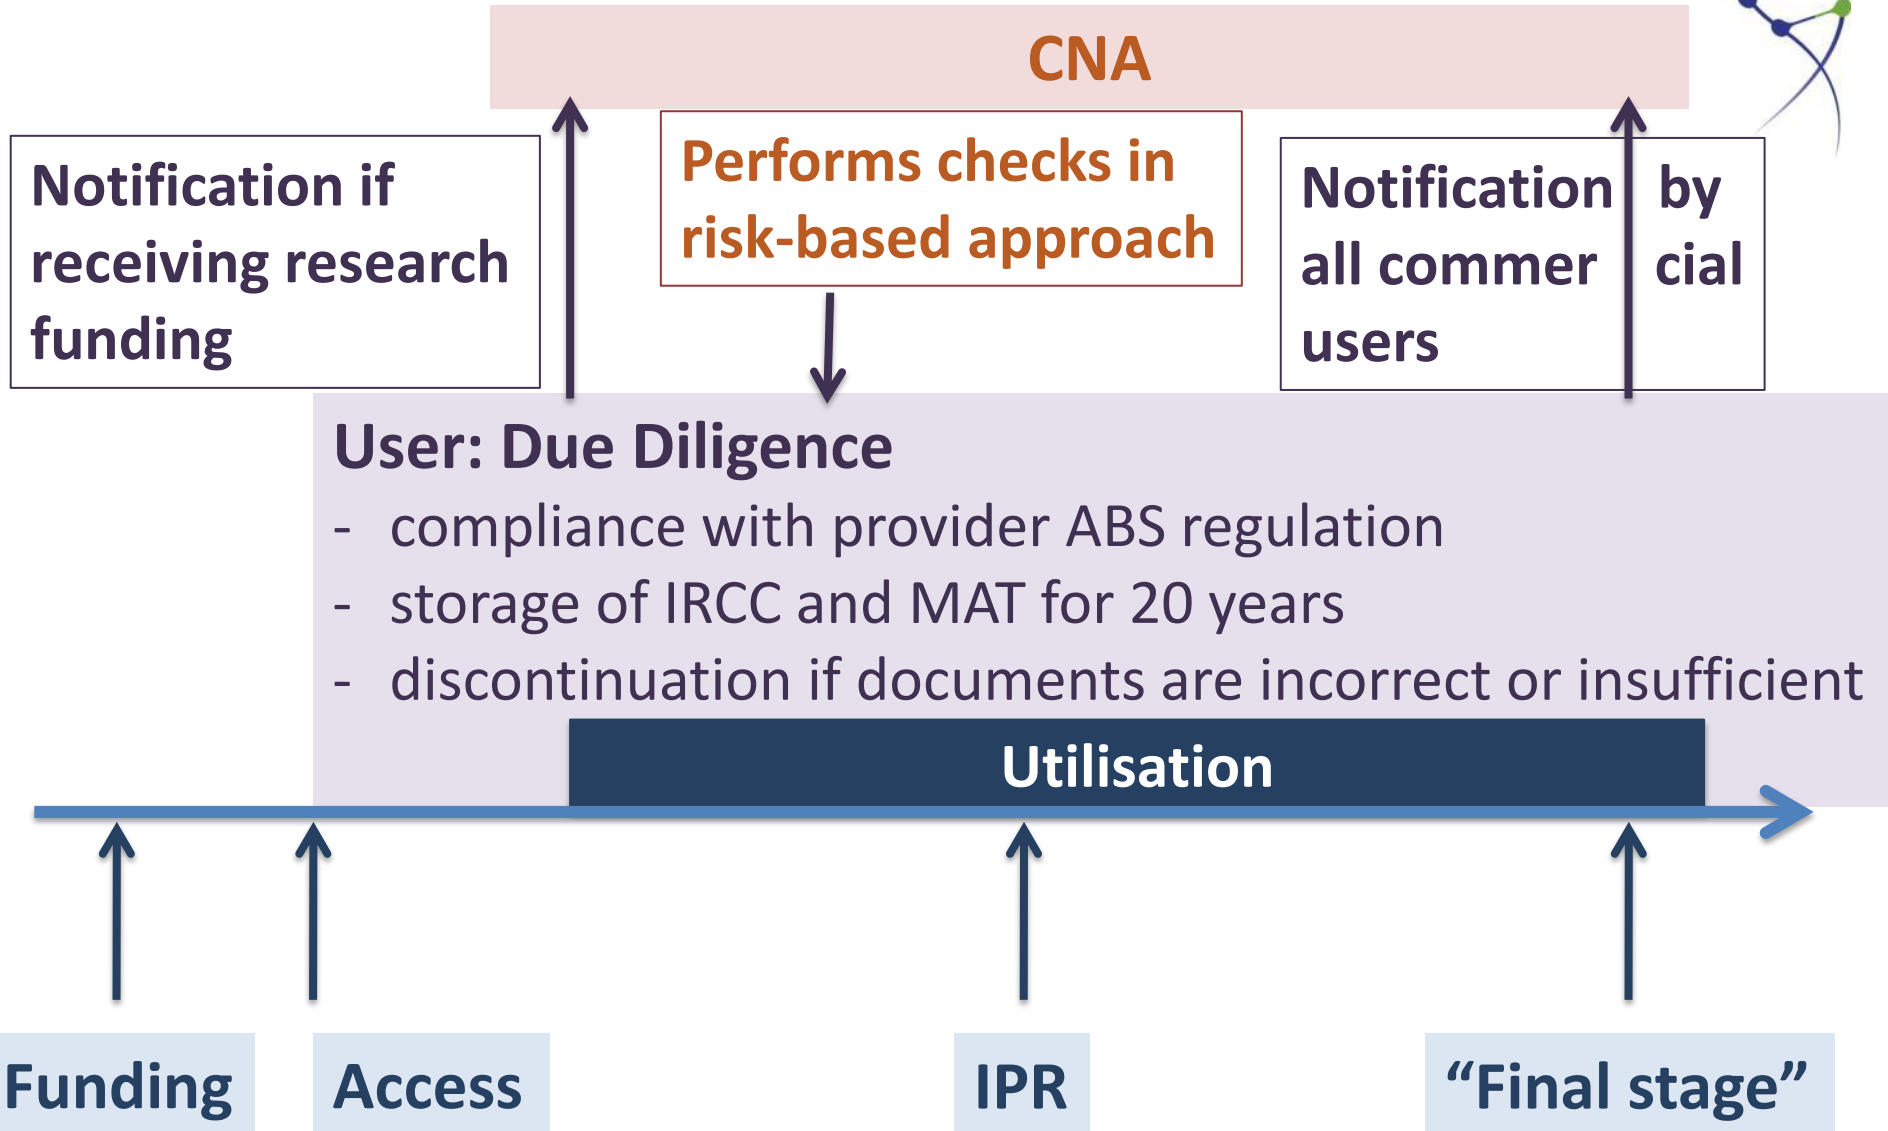 CNA
Notification if
receiving research
funding
Performs checks in
risk-based approach
Notification by
all commer cial
users
User: Due Diligence
- compliance with provider ABS regulation
- storage of IRCC and MAT for 20 years
- discontinuation if documents are incorrect or insufficient
Utilisation
Funding
Access
IPR
“Final stage”